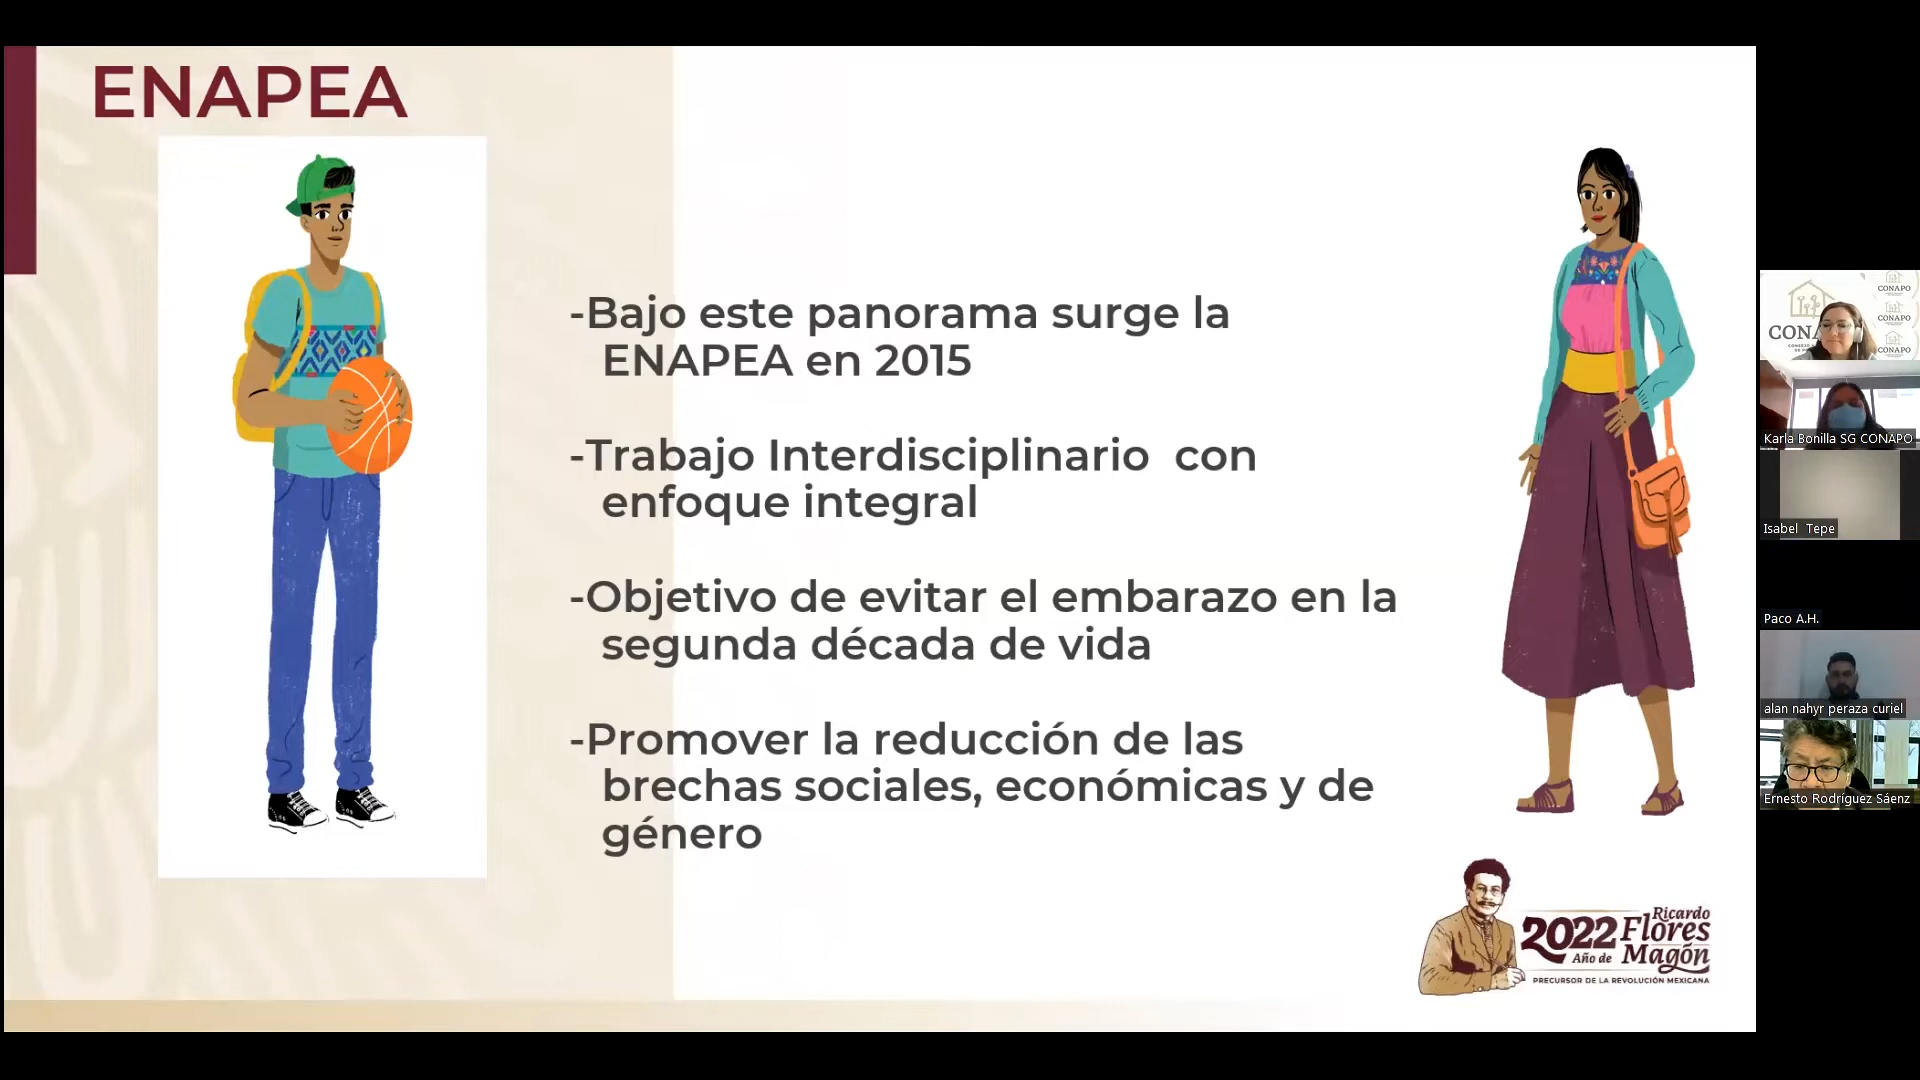 ENAPEA
-Bajo este panorama surge la
ENAPEA en 2015
-Trabajo Interdisciplinario con
enfoque integral
-Objetivo de evitar el embarazo en la
segunda década de vida
-Promover la reducción de las
brechas sociales, económicas y de
género
2022
Año de
Ricardo
Flores
Magón
PRECURSOR DE LA REVOLUCIÓN MEXICANA
CONAPO
CONAPO
CONAPO
Karla Bonilla SG CONAPO
Isabel Tepe
Paco A.H.
alan nahyr peraza curiel
Ernesto Rodríguez Sáenz